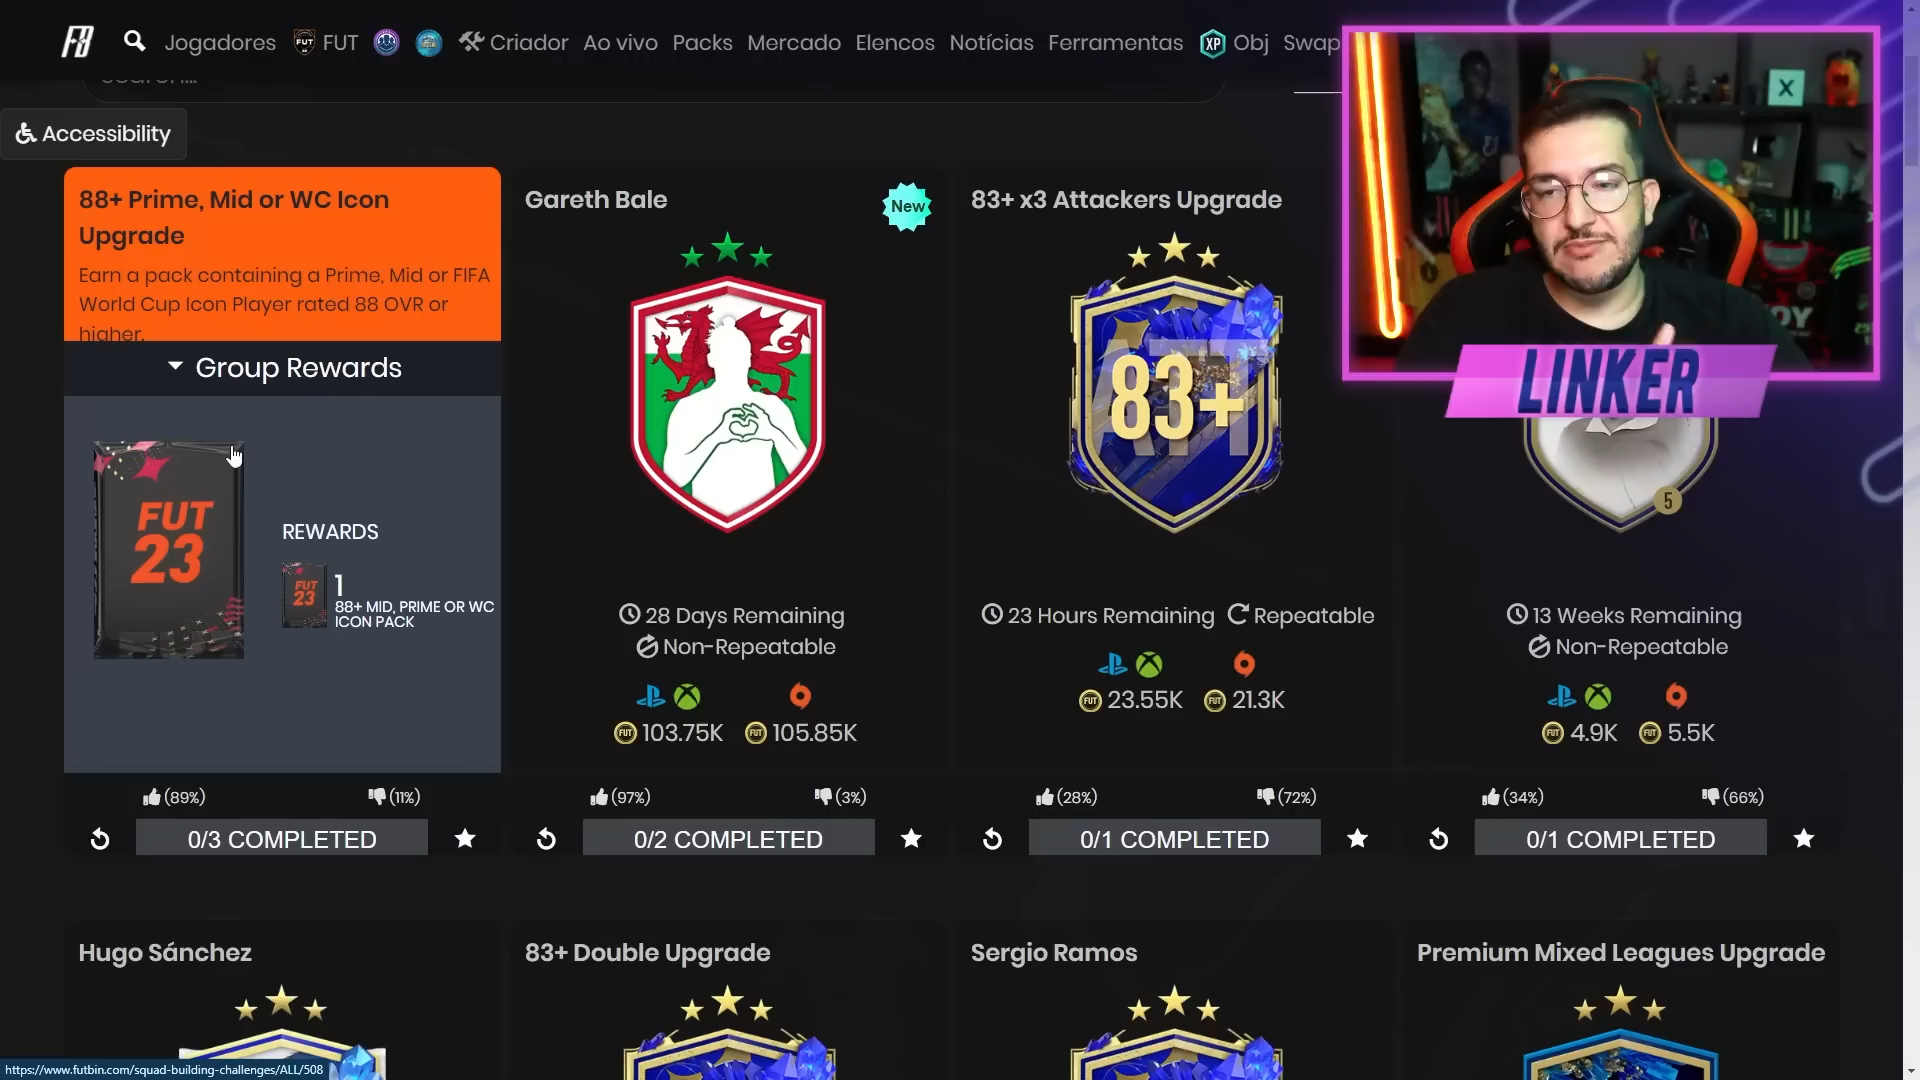 Jogadores FUT Criador Ao vivo Packs Mercado Elencos Notícias Ferramentas XP Obj Swap
Accessibility
88+ Prime, Mid or WC Icon
Upgrade
Earn a pack containing a Prime, Mid or FIFA
World Cup Icon Player rated 88 OVR or
higher.
Group Rewards
FUT
23
REWARDS
FUT
23
1
88+ MID, PRIME OR WC
ICON PACK
(89%) (11%)
0/3 COMPLETED
Gareth Bale
New
28 Days Remaining
Non-Repeatable
103.75K 105.85K
(97%) (3%)
0/2 COMPLETED
83+ x3 Attackers Upgrade
83+
23 Hours Remaining Repeatable
23.55K 21.3K
(28%) (72%)
0/1 COMPLETED
X
LINKER
5
13 Weeks Remaining
Non-Repeatable
4.9K 5.5K
(34%) (66%)
0/1 COMPLETED
Hugo Sánchez
83+ Double Upgrade
Sergio Ramos
Premium Mixed Leagues Upgrade
https://www.futbin.com/squad-building-challenges/ALL/508